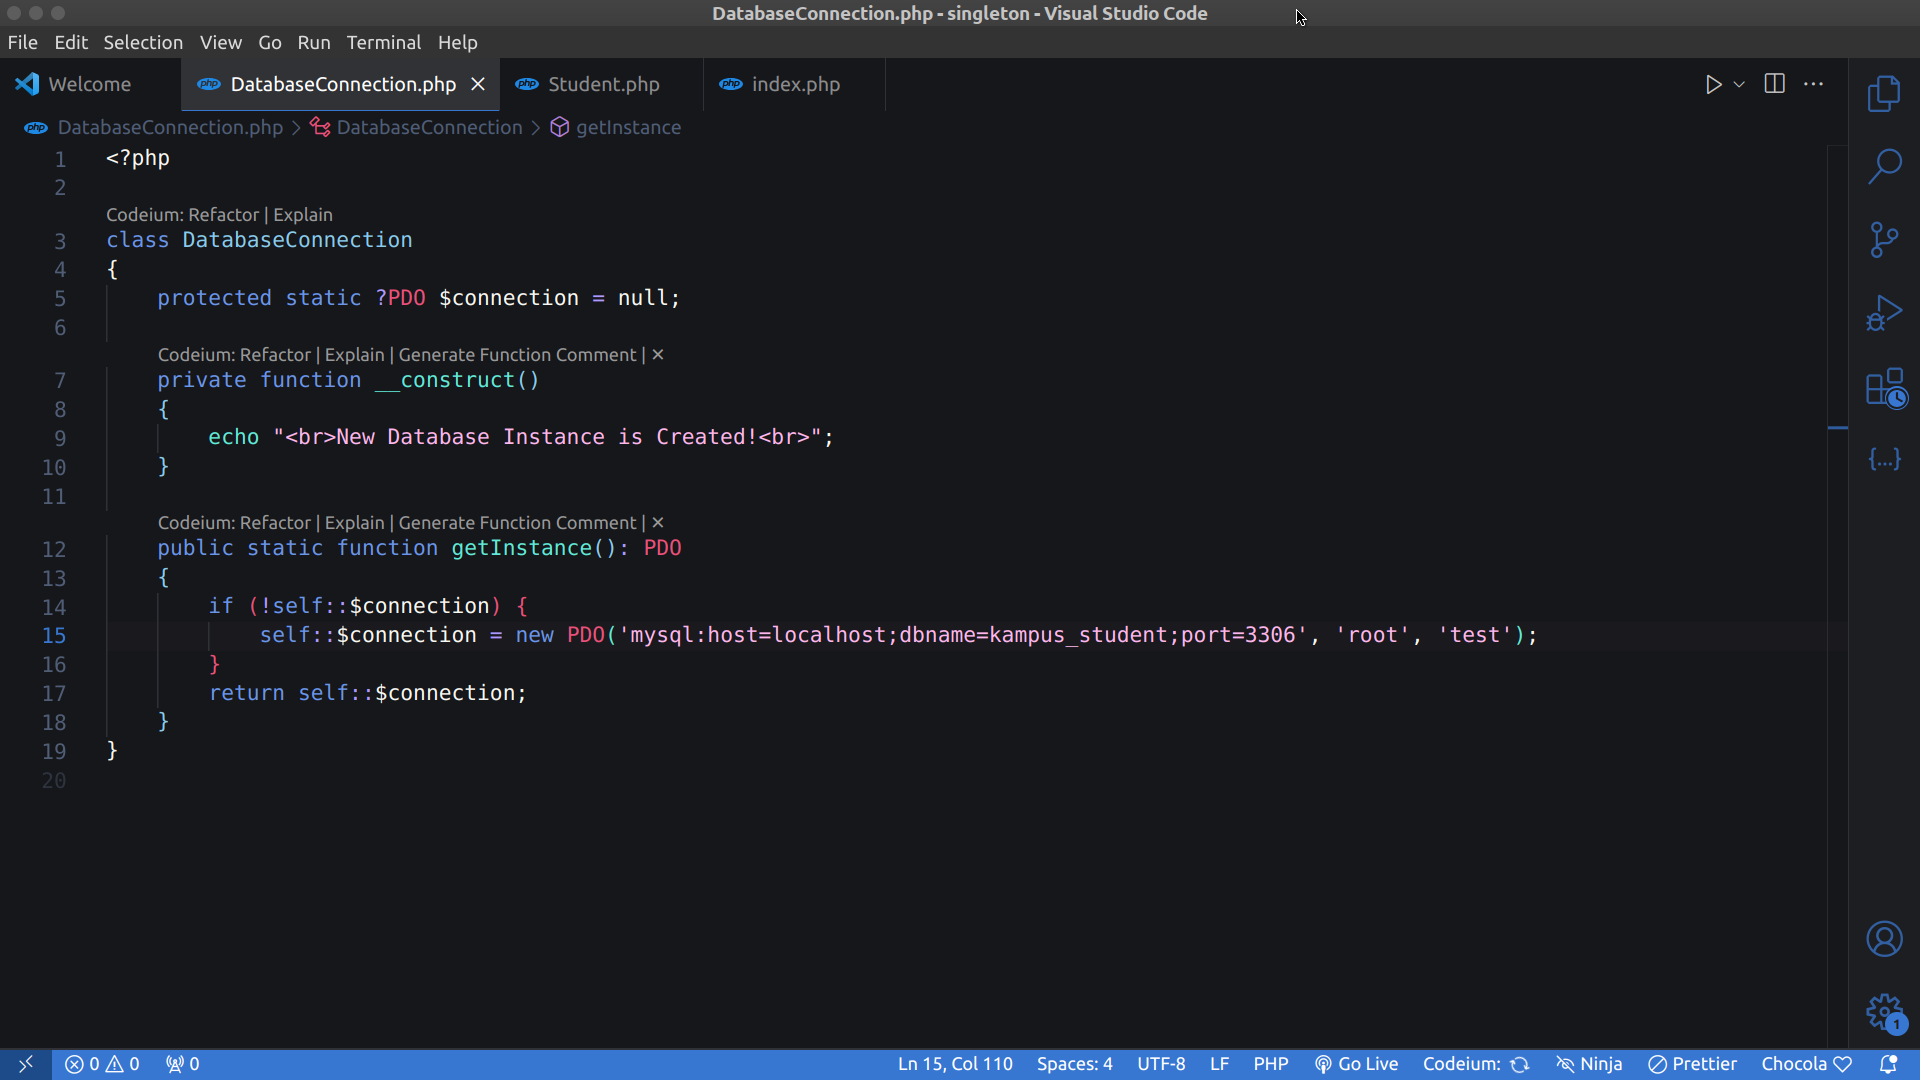 DatabaseConnection.php - singleton - Visual Studio Code
File Edit Selection View Go Run Terminal Help
Welcome php DatabaseConnection.php php Student.php php index.php
php DatabaseConnection.php > DatabaseConnection > getInstance
1 <?php
2
Codeium: Refactor | Explain
3 class DatabaseConnection
4 {
5     protected static ?PDO $connection = null;
6
Codeium: Refactor | Explain | Generate Function Comment | ✕
7     private function __construct()
8     {
9         echo "<br>New Database Instance is Created!<br>";
10     }
11
Codeium: Refactor | Explain | Generate Function Comment | ✕
12     public static function getInstance(): PDO
13     {
14         if (!self::$connection) {
15             self::$connection = new PDO('mysql:host=localhost;dbname=kampus_student;port=3306', 'root', 'test');
16         }
17         return self::$connection;
18     }
19 }
20
{...}
1
0 0 0 Ln 15, Col 110 Spaces: 4 UTF-8 LF PHP Go Live Codeium: Ninja Prettier Chocola